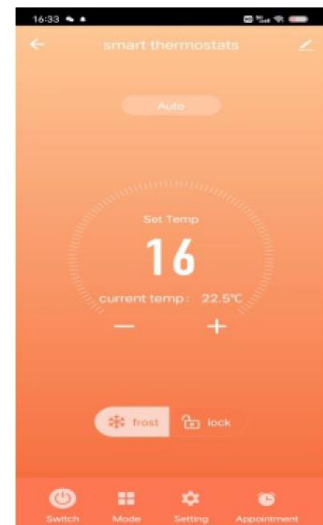 16:33
smart thermostats
Auto
Set Temp
16
current temp: 22.5℃
frost lock
Switch Mode Setting Appointment